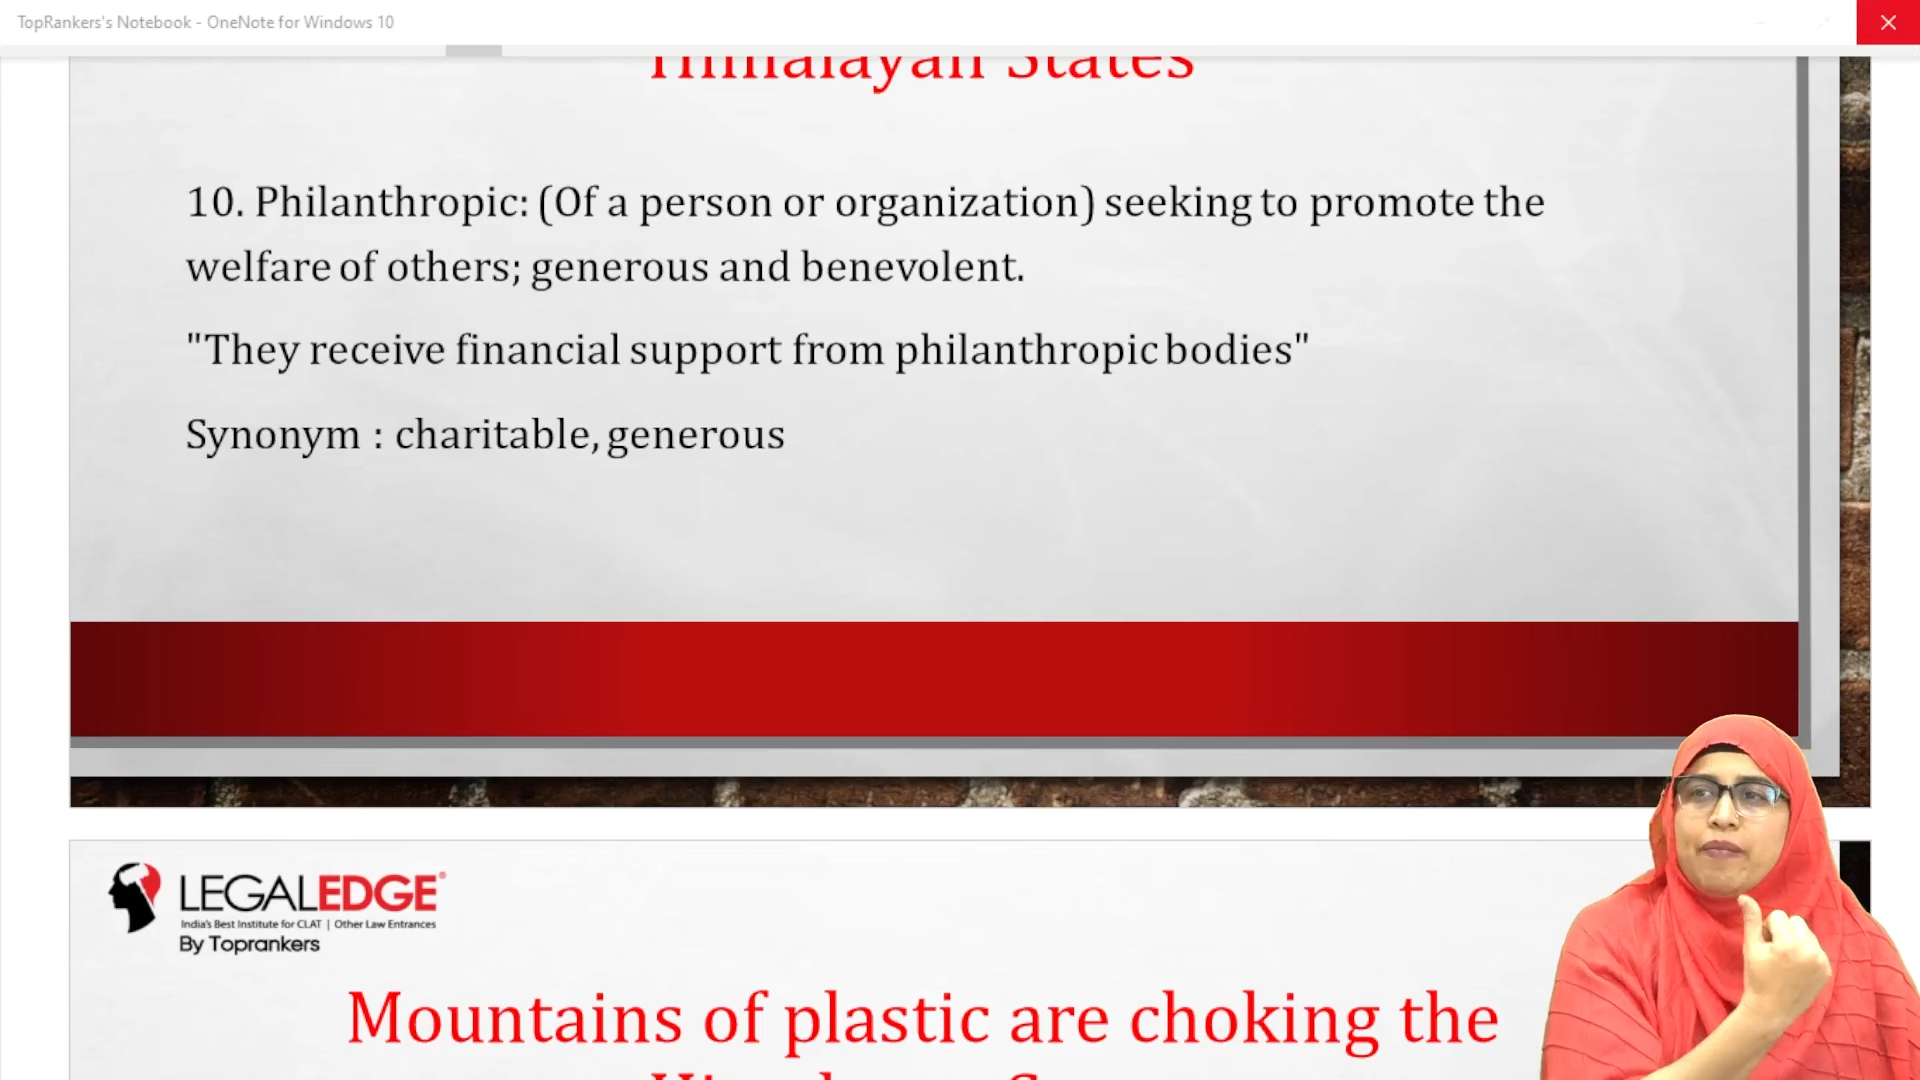 TopRankers's Notebook - OneNote for Windows 10
Himalayan States
10. Philanthropic: (Of a person or organization) seeking to promote the
welfare of others; generous and benevolent.
"They receive financial support from philanthropic bodies"
Synonym : charitable, generous
LEGALEDGE®
India's Best Institute for CLAT | Other Law Entrances
By Toprankers
Mountains of plastic are choking the